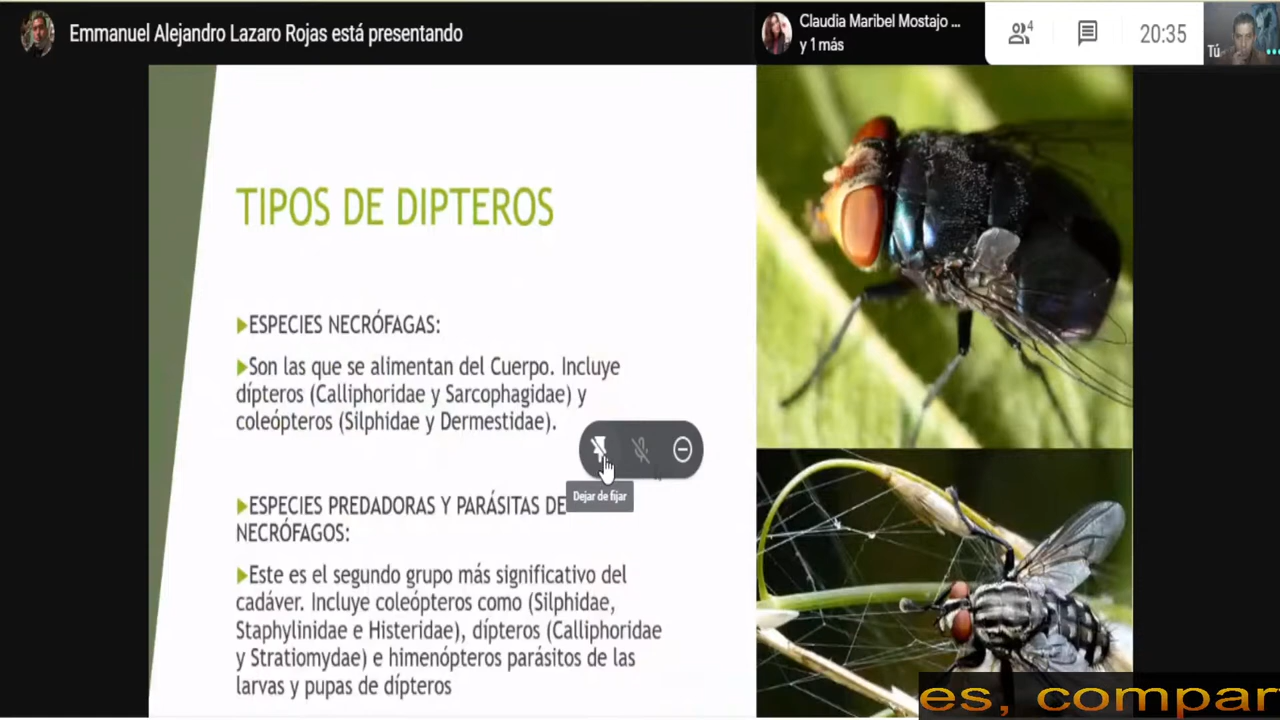 Emmanuel Alejandro Lazaro Rojas está presentando
Claudia Maribel Mostajo ...
y 1 más
4
20:35
Tú
TIPOS DE DIPTEROS
ESPECIES NECRÓFAGAS:
Son las que se alimentan del Cuerpo. Incluye
dípteros (Calliphoridae y Sarcophagidae) y
coleópteros (Silphidae y Dermestidae).
Dejar de fijar
ESPECIES PREDADORAS Y PARÁSITAS DE
NECRÓFAGOS:
Este es el segundo grupo más significativo del
cadáver. Incluye coleópteros como (Silphidae,
Staphylinidae e Histeridae), dípteros (Calliphoridae
y Stratiomydae) e himenópteros parásitos de las
larvas y pupas de dípteros
es, compar